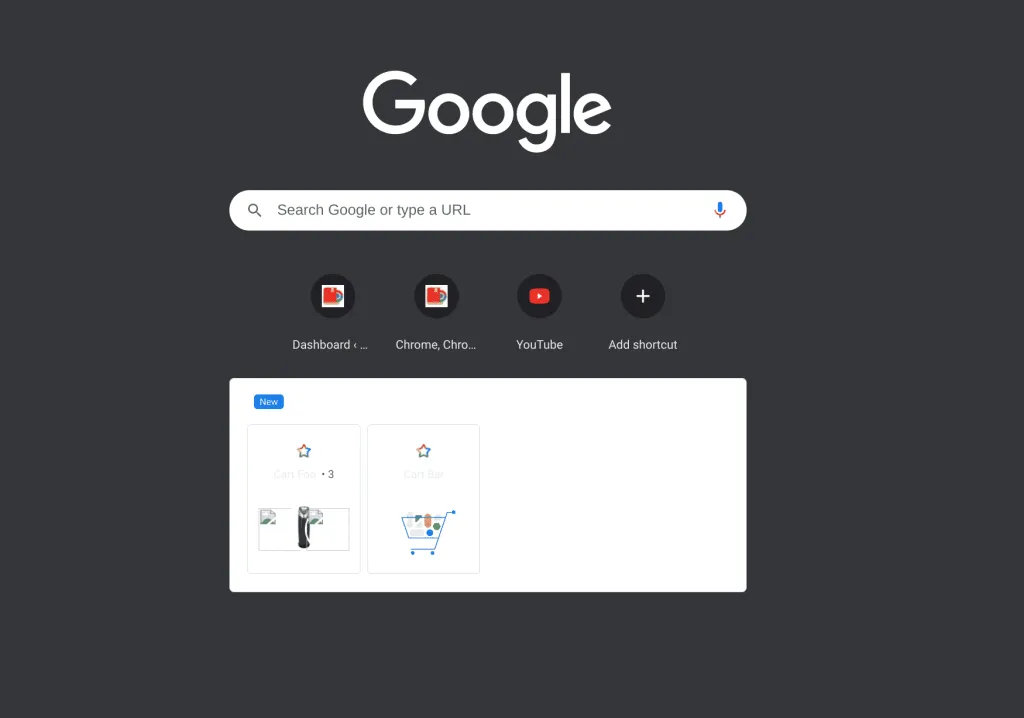 Google
Search Google or type a URL
Dashboard ‹ ...
Chrome, Chro...
YouTube
Add shortcut
New
Cart Foo • 3
Cart Bar